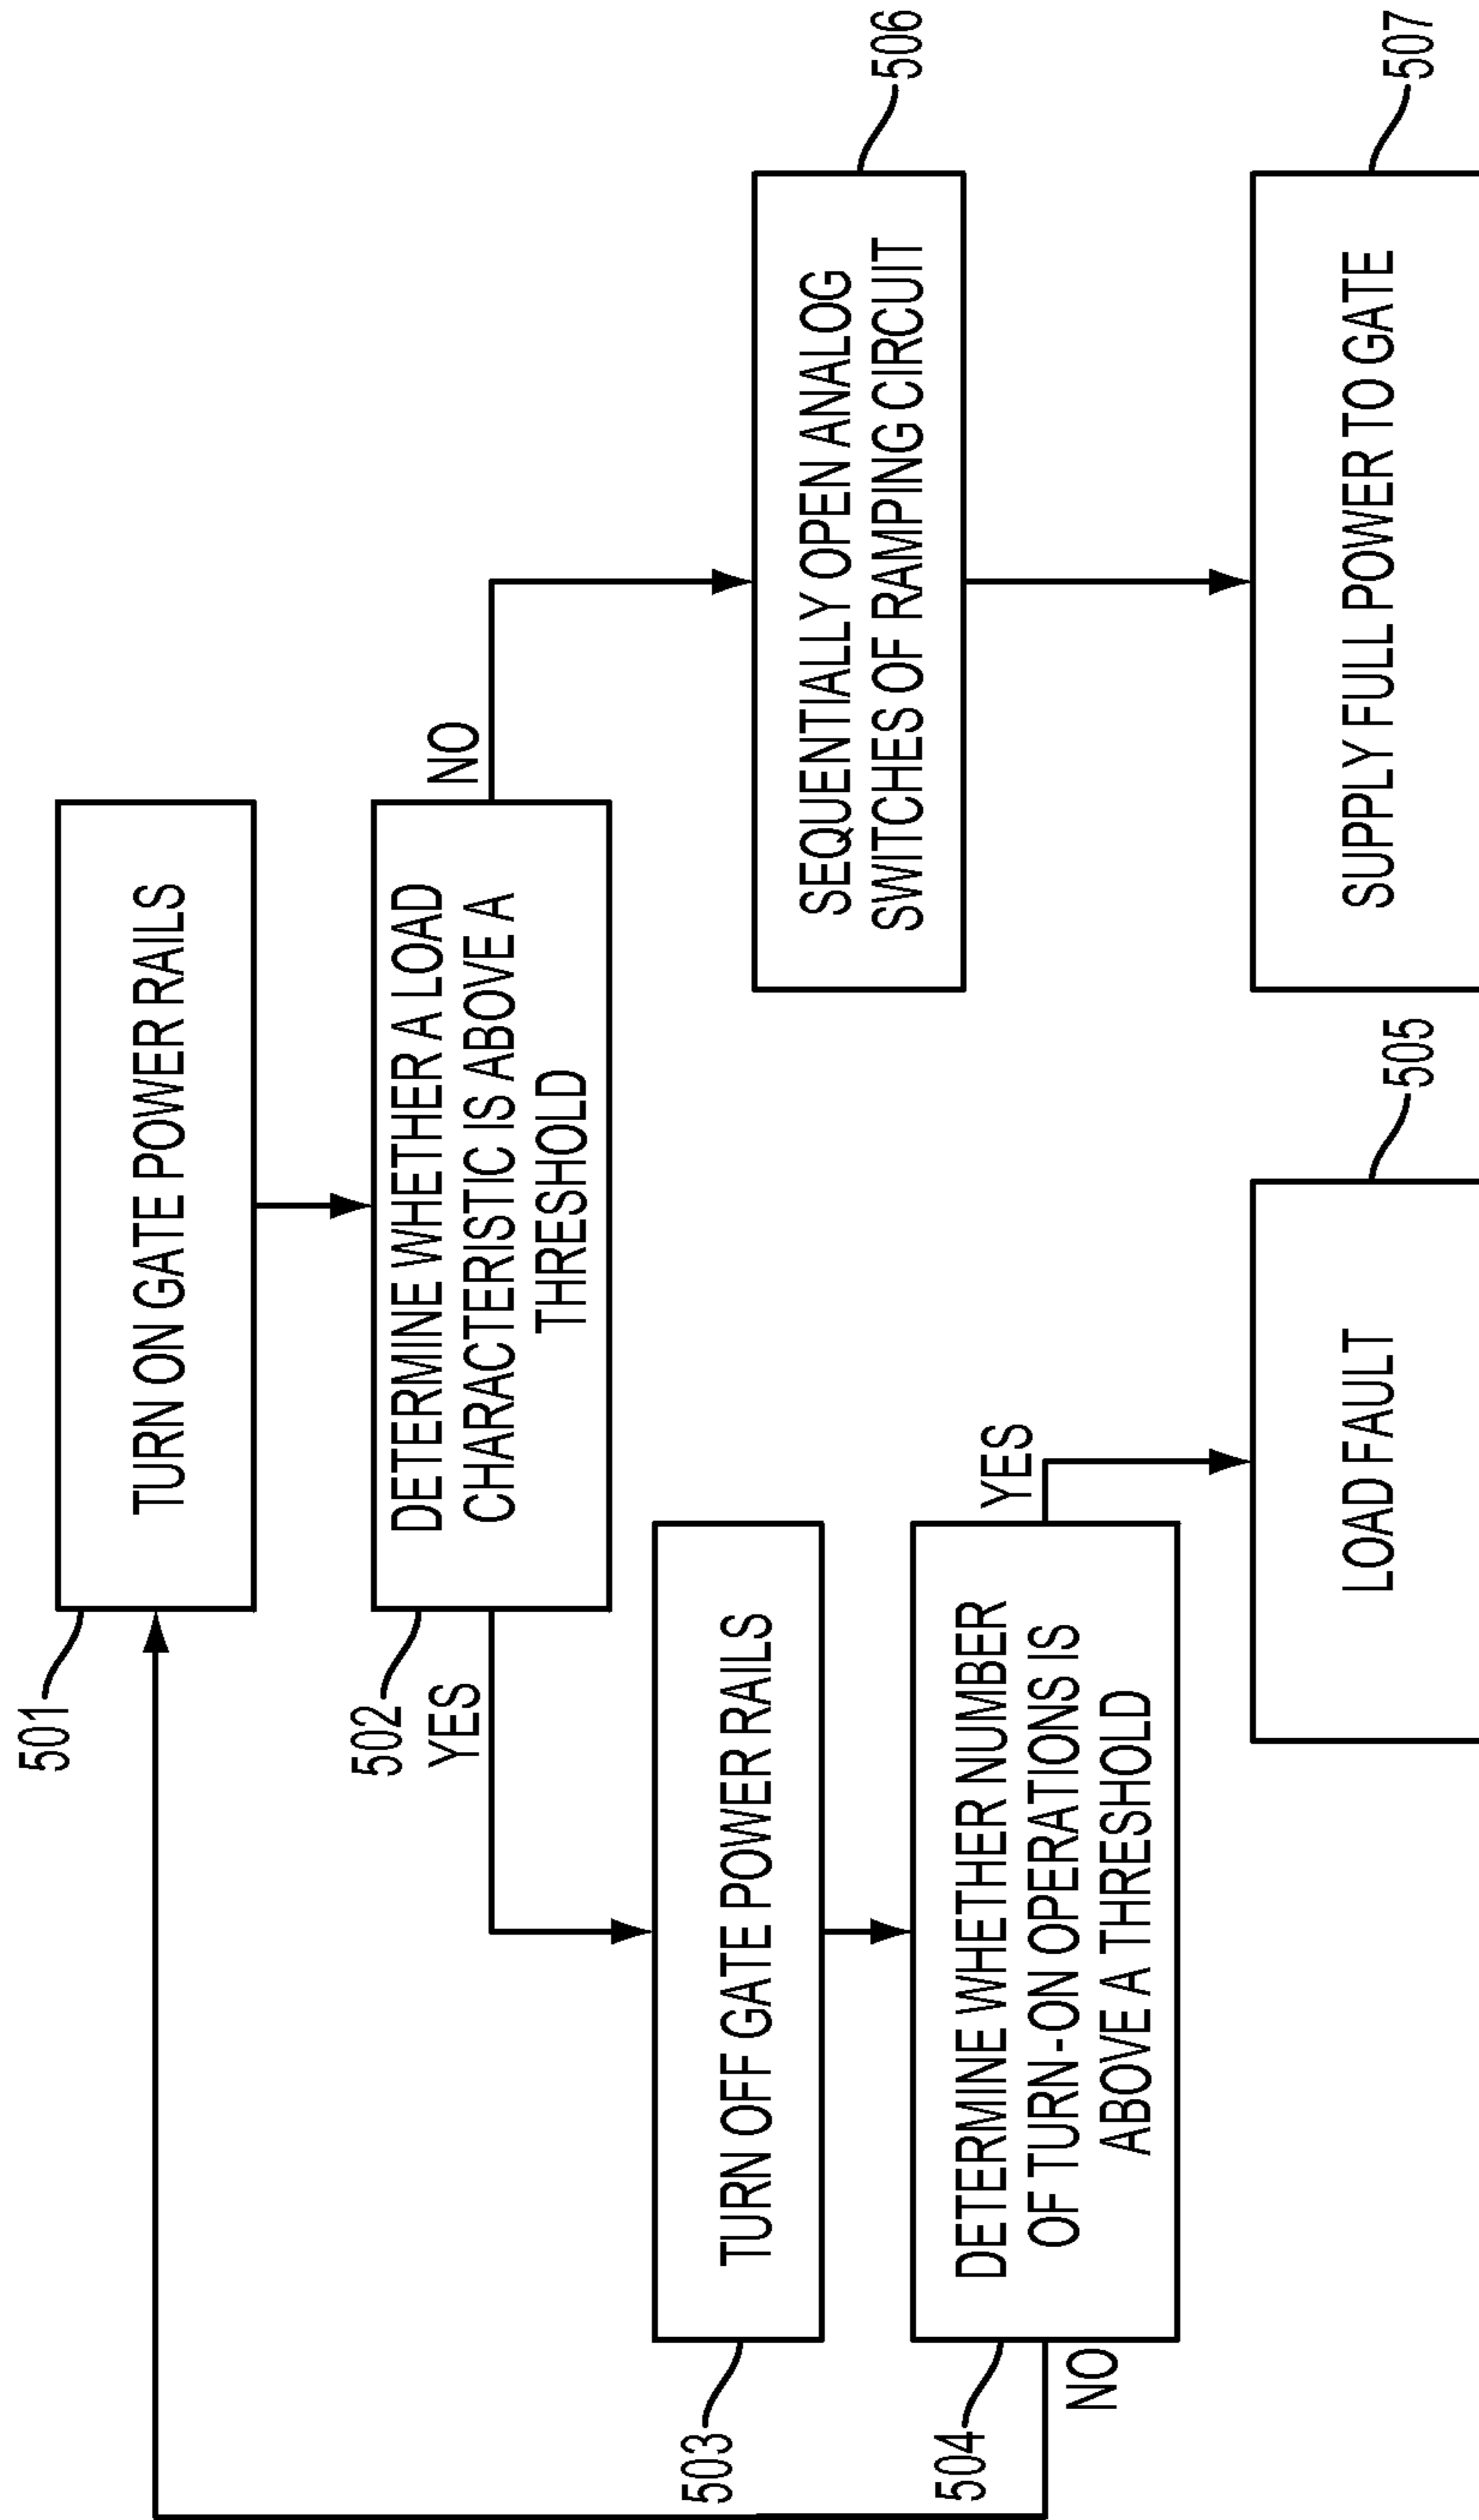 501
TURN ON GATE POWER RAILS
502
DETERMINE WHETHER A LOAD
CHARACTERISTIC IS ABOVE A
THRESHOLD
YES
NO
503
TURN OFF GATE POWER RAILS
504
DETERMINE WHETHER NUMBER
OF TURN-ON OPERATIONS IS
ABOVE A THRESHOLD
NO
YES
SEQUENTIALLY OPEN ANALOG
SWITCHES OF RAMPING CIRCUIT
506
LOAD FAULT
505
SUPPLY FULL POWER TO GATE
507